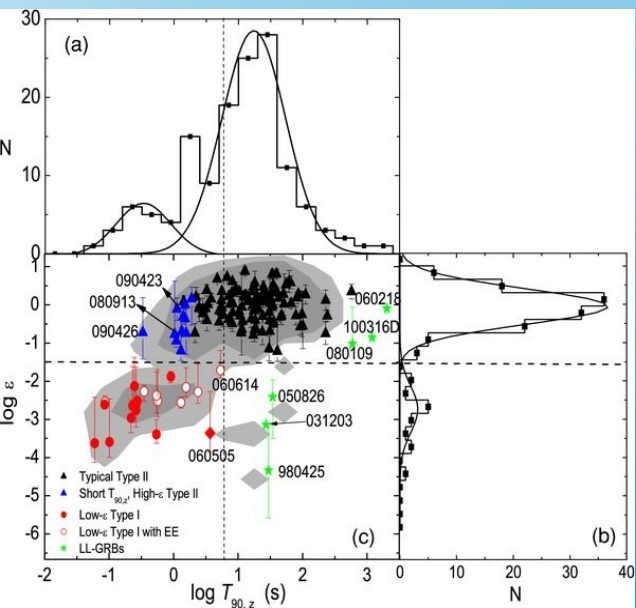 30
(a)
20
N
10
0
1
0
-1
-2
-3
-4
-5
-6
log ε
090423
080913
090426
060218
100316D
080109
060614
050826
031203
060505
980425
Typical Type II
Short T90,z, High-ε Type II
Low-ε Type I
Low-ε Type I with EE
LL-GRBs
(c)
(b)
-2 -1 0 1 2 3
log T90, z (s)
0 10 20 30 40
N